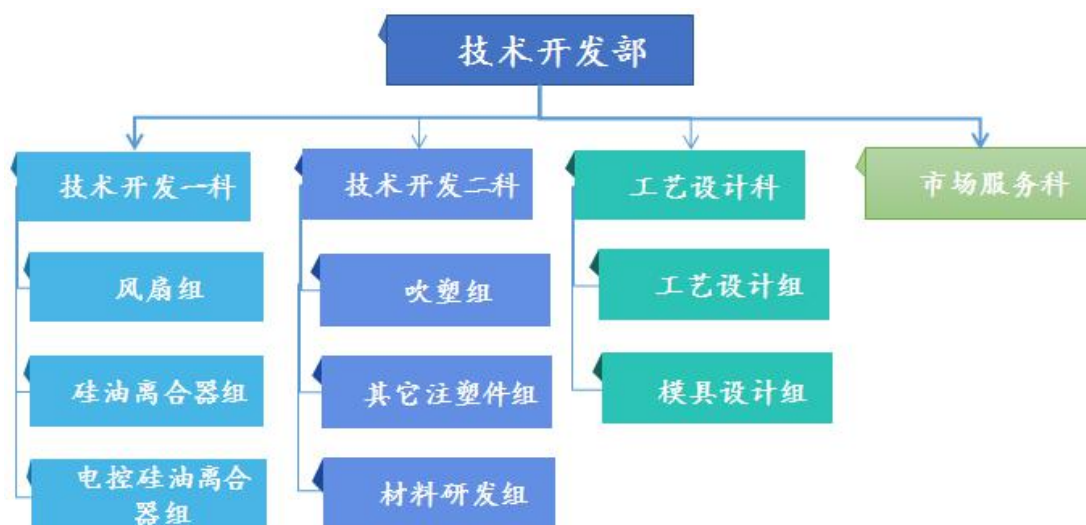 技术开发部
技术开发一科
技术开发二科
工艺设计科
市场服务科
风扇组
吹塑组
工艺设计组
硅油离合器组
其它注塑件组
模具设计组
电控硅油离合
器组
材料研发组